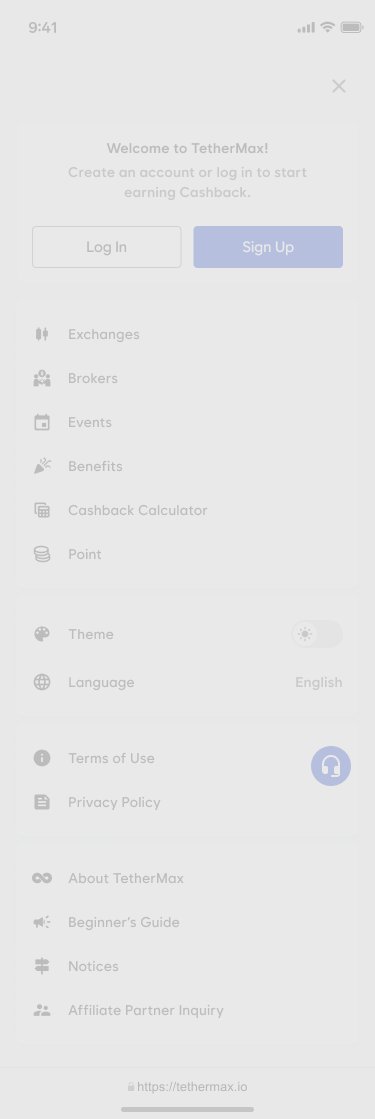 9:41
Welcome to TetherMax!
Create an account or log in to start
earning Cashback.
Log In
Sign Up
Exchanges
Brokers
Events
Benefits
Cashback Calculator
Point
Theme
Language
English
Terms of Use
Privacy Policy
About TetherMax
Beginner's Guide
Notices
Affiliate Partner Inquiry
https://tethermax.io